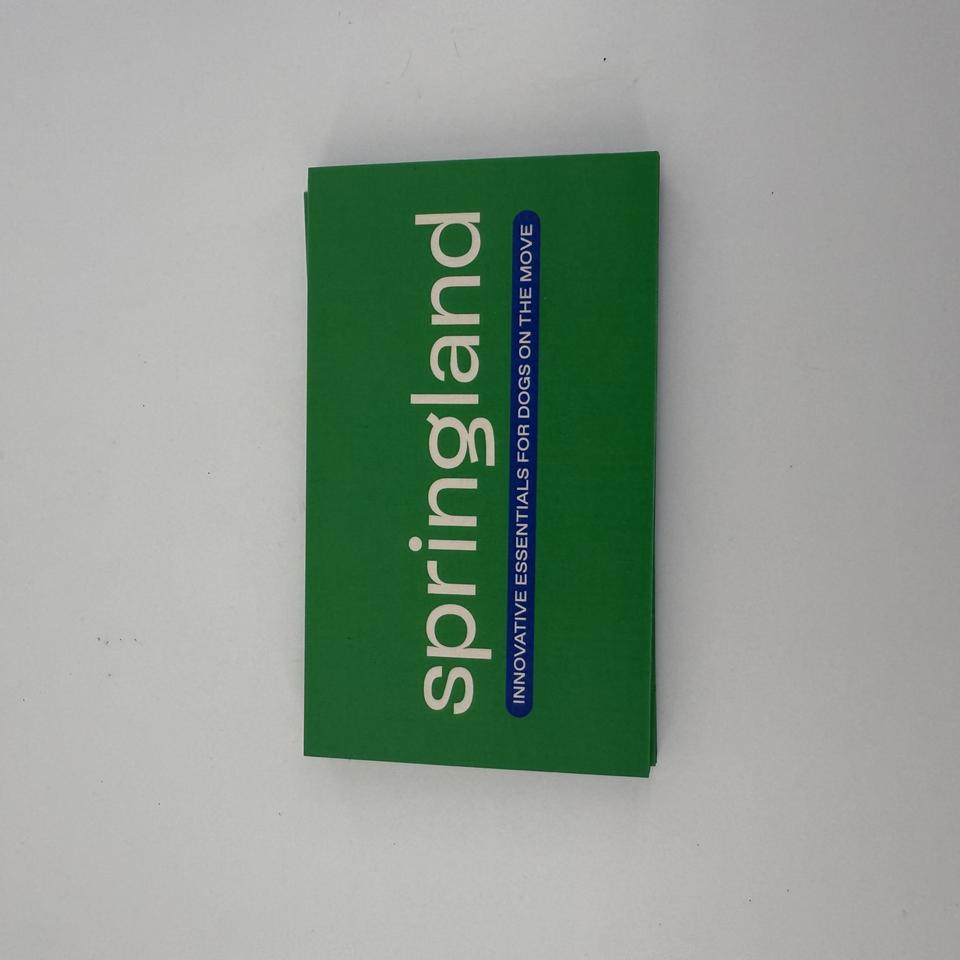 springland
INNOVATIVE ESSENTIALS FOR DOGS ON THE MOVE